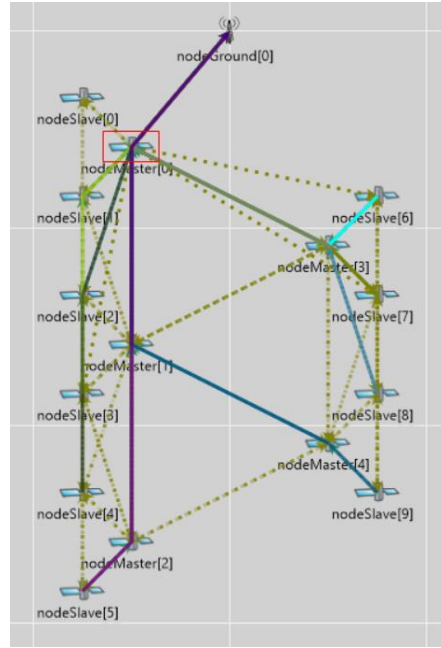 nodeGround[0]
nodeSlave[0]
nodeMaster[0]
nodeSlave[1]
nodeSlave[6]
nodeMaster[3]
nodeSlave[2]
nodeSlave[7]
nodeMaster[1]
nodeSlave[3]
nodeSlave[8]
nodeMaster[4]
nodeSlave[4]
nodeSlave[9]
nodeMaster[2]
nodeSlave[5]